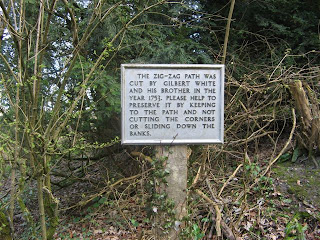 THE ZIG-ZAG PATH WAS
CUT BY GILBERT WHITE
AND HIS BROTHER IN THE
YEAR 1753. PLEASE HELP TO
PRESERVE IT BY KEEPING
TO THE PATH AND NOT
CUTTING THE CORNERS
OR SLIDING DOWN THE
BANKS.